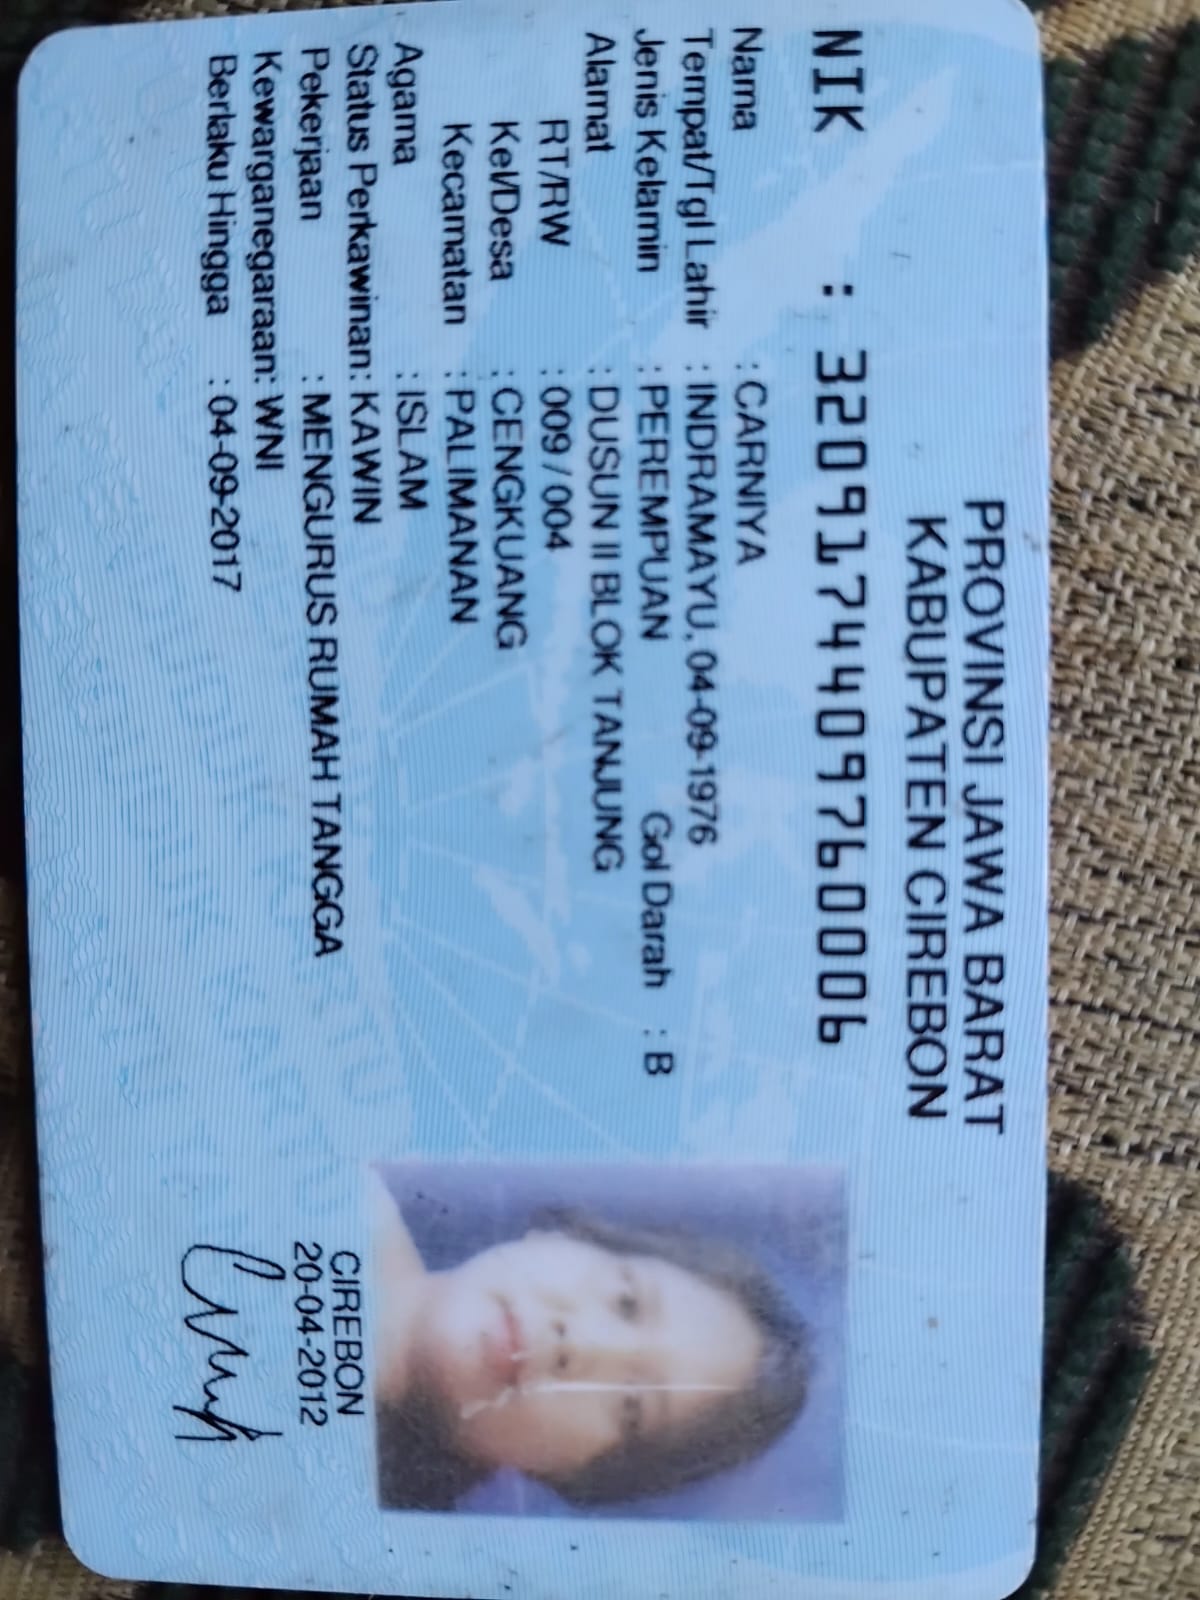 PROVINSI JAWA BARAT
KABUPATEN CIREBON
NIK : 3209174409760006
Nama : CARNIYA
Tempat/Tgl Lahir : INDRAMAYU, 04-09-1976
Jenis Kelamin : PEREMPUAN Gol Darah : B
Alamat : DUSUN II BLOK TANJUNG
RT/RW : 009 / 004
Kel/Desa : CENGKUANG
Kecamatan : PALIMANAN
Agama : ISLAM
Status Perkawinan: KAWIN
Pekerjaan : MENGURUS RUMAH TANGGA
Kewarganegaraan: WNI
Berlaku Hingga : 04-09-2017
CIREBON
20-04-2012